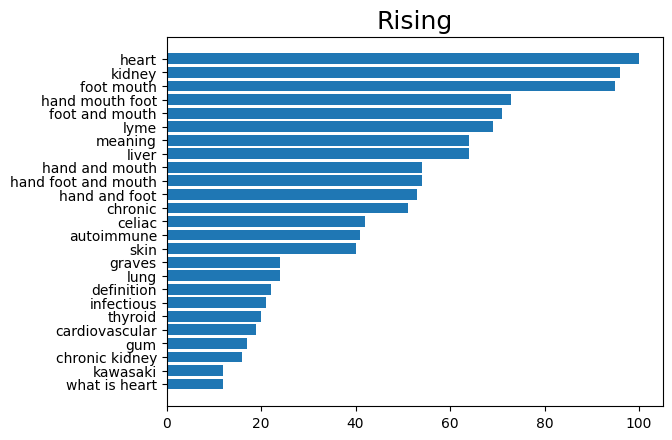 Rising
heart
kidney
foot mouth
hand mouth foot
foot and mouth
lyme
meaning
liver
hand and mouth
hand foot and mouth
hand and foot
chronic
celiac
autoimmune
skin
graves
lung
definition
infectious
thyroid
cardiovascular
gum
chronic kidney
kawasaki
what is heart
0 20 40 60 80 100